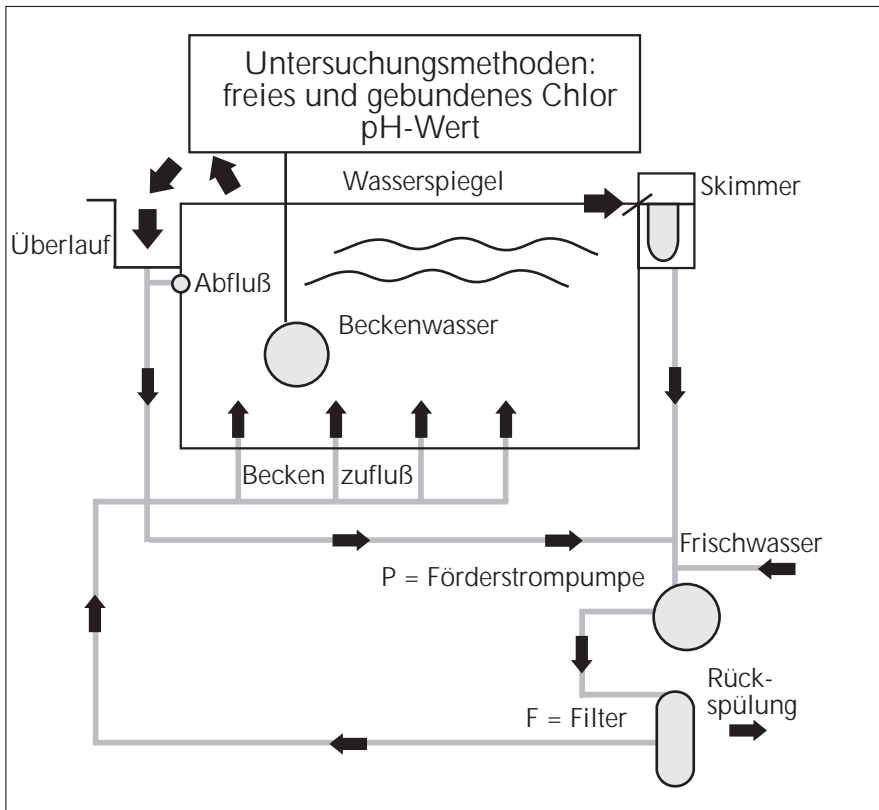 Untersuchungsmethoden:
freies und gebundenes Chlor
pH-Wert
Wasserspiegel
Skimmer
Überlauf
Abfluß
Beckenwasser
Becken zufluß
Frischwasser
P = Förderstrompumpe
Rück-
spülung
F = Filter